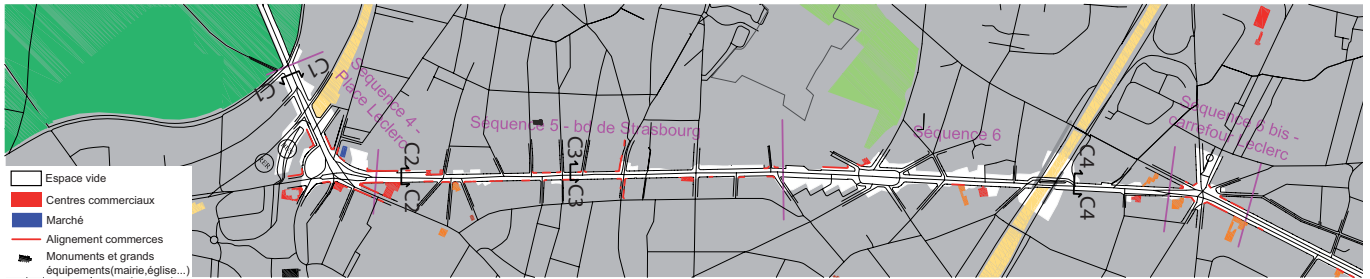 C1
C1
Séquence 4 -
Place Leclerc
Séquence 5 - bd de Strasbourg
Séquence 6
Séquence 6 bis -
carrefour Leclerc
C2
C2
C3
C3
C4
C4
RER
Espace vide
Centres commerciaux
Marché
Alignement commerces
Monuments et grands
équipements(mairie,église...)